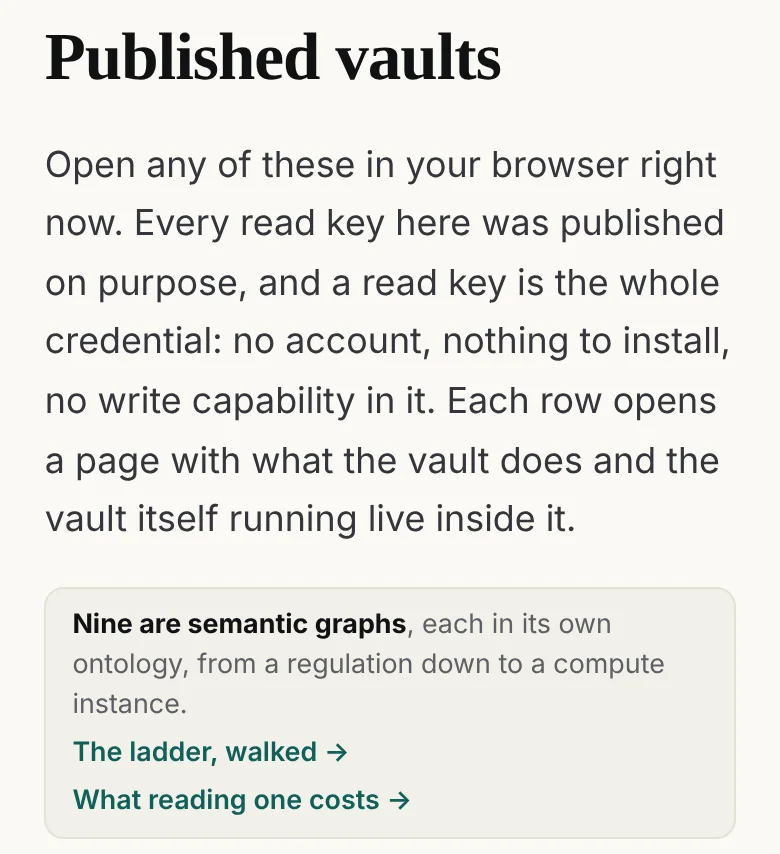 Published vaults
Open any of these in your browser right
now. Every read key here was published
on purpose, and a read key is the whole
credential: no account, nothing to install,
no write capability in it. Each row opens
a page with what the vault does and the
vault itself running live inside it.
Nine are semantic graphs, each in its own
ontology, from a regulation down to a compute
instance.
The ladder, walked →
What reading one costs →